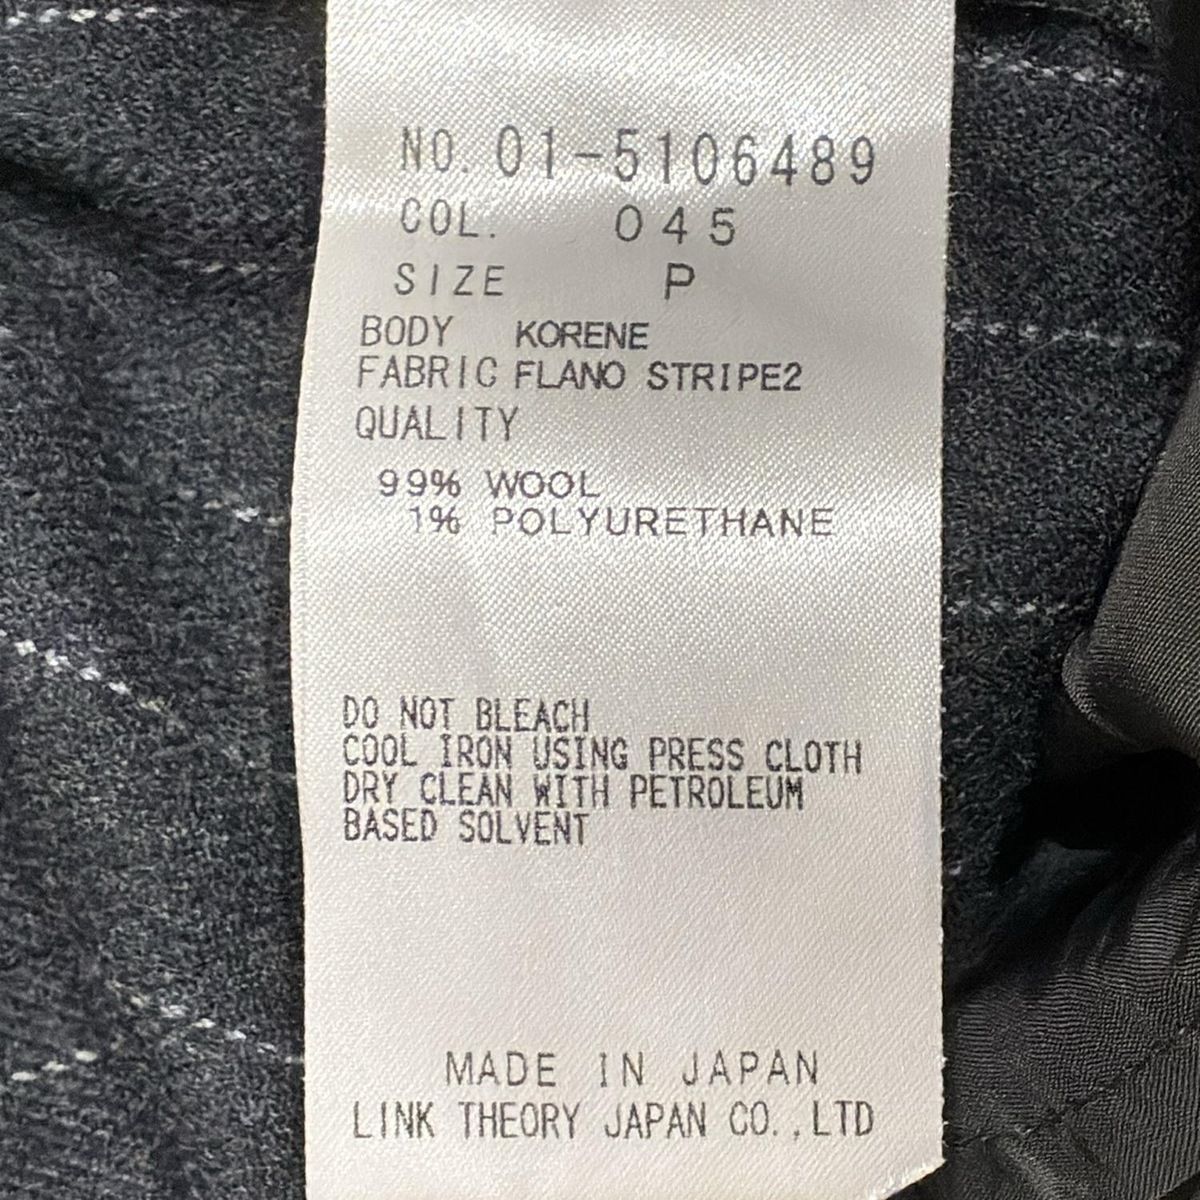 NO. 01-5106489
COL. 045
SIZE P
BODY KORENE
FABRIC FLANO STRIPE2
QUALITY
99% WOOL
1% POLYURETHANE
DO NOT BLEACH
COOL IRON USING PRESS CLOTH
DRY CLEAN WITH PETROLEUM
BASED SOLVENT
MADE IN JAPAN
LINK THEORY JAPAN CO.,LTD